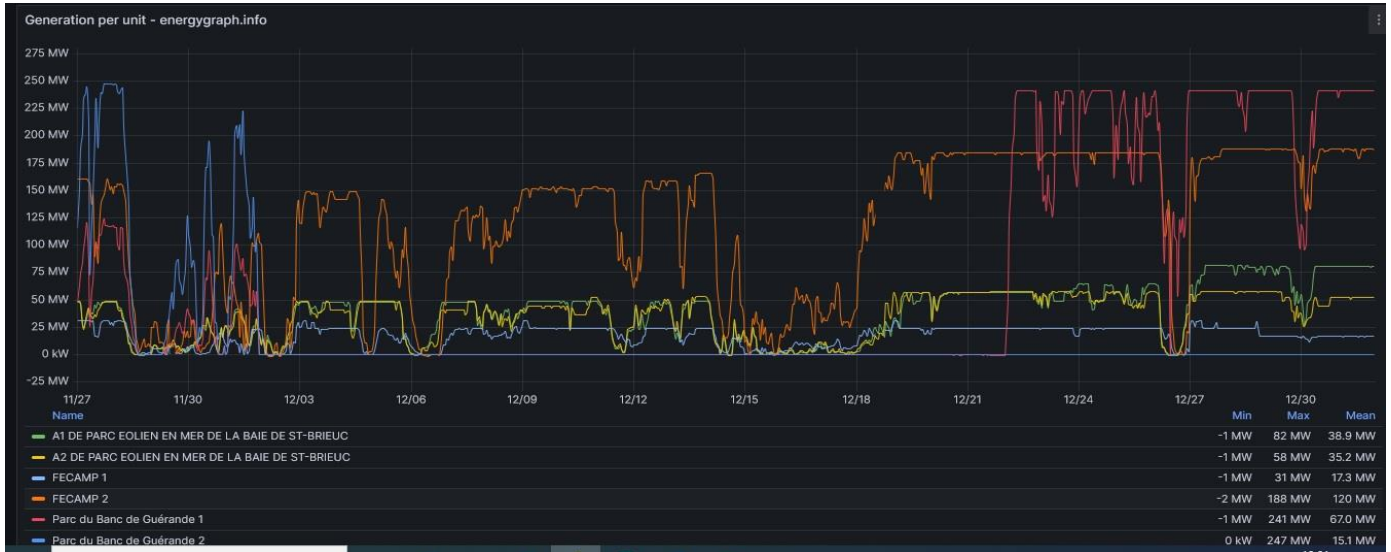 Generation per unit - energygraph.info
275 MW
250 MW
225 MW
200 MW
175 MW
150 MW
125 MW
100 MW
75 MW
50 MW
25 MW
0 kW
-25 MW
11/27 11/30 12/03 12/06 12/09 12/12 12/15 12/18 12/21 12/24 12/27 12/30
Name Min Max Mean
A1 DE PARC EOLIEN EN MER DE LA BAIE DE ST-BRIEUC -1 MW 82 MW 38.9 MW
A2 DE PARC EOLIEN EN MER DE LA BAIE DE ST-BRIEUC -1 MW 58 MW 35.2 MW
FECAMP 1 -1 MW 31 MW 17.3 MW
FECAMP 2 -2 MW 188 MW 120 MW
Parc du Banc de Guérande 1 -1 MW 241 MW 67.0 MW
Parc du Banc de Guérande 2 0 kW 247 MW 15.1 MW